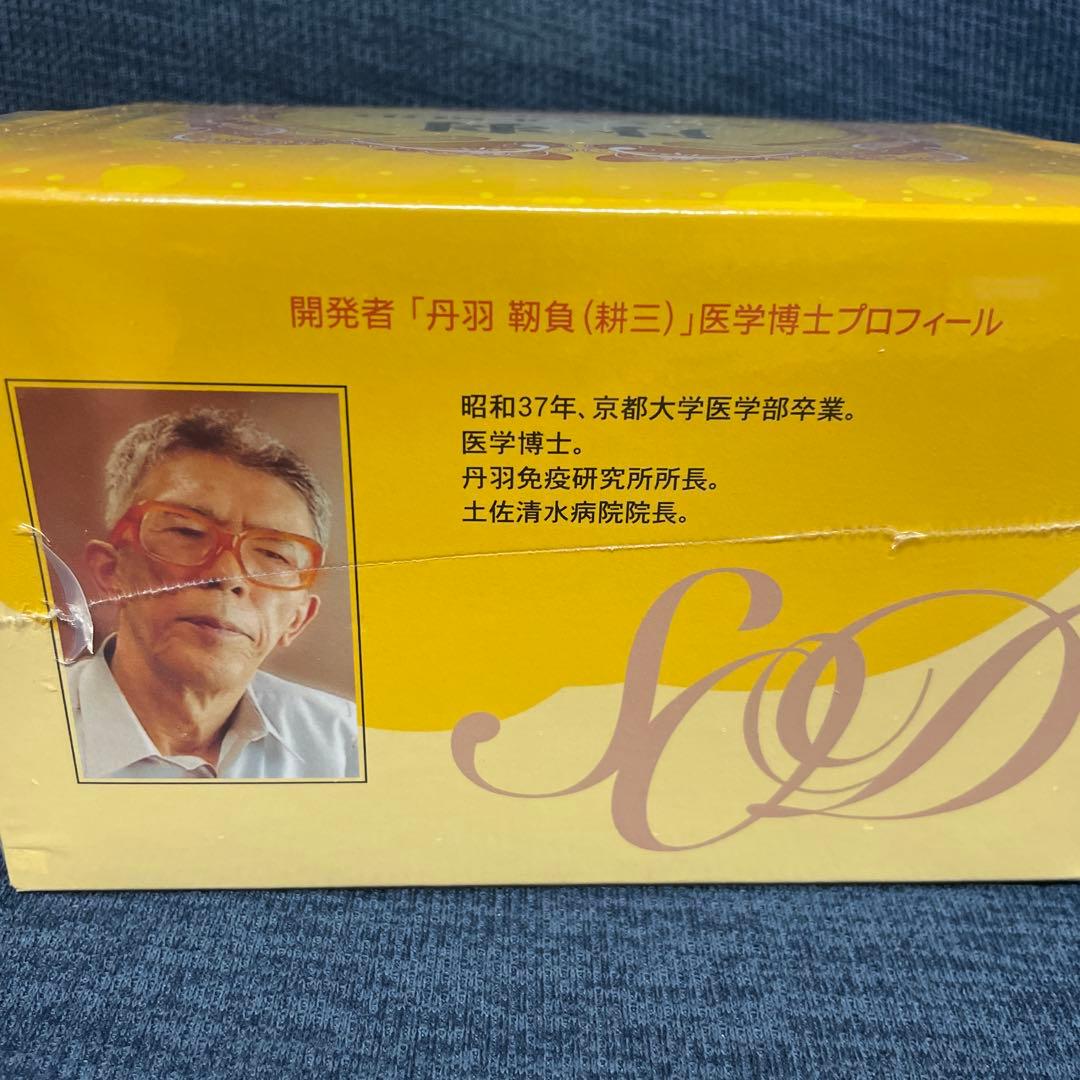 開発者「丹羽 靭負(耕三)」医学博士プロフィール
昭和37年、京都大学医学部卒業。
医学博士。
丹羽免疫研究所所長。
土佐清水病院院長。
SOD